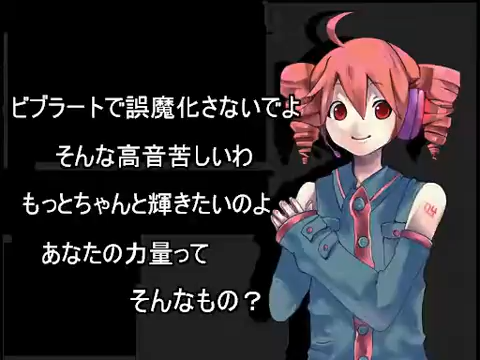 ビブラートで誤魔化さないでよ
そんな高音苦しいわ
もっとちゃんと輝きたいのよ
あなたの力量って
そんなもの？
04